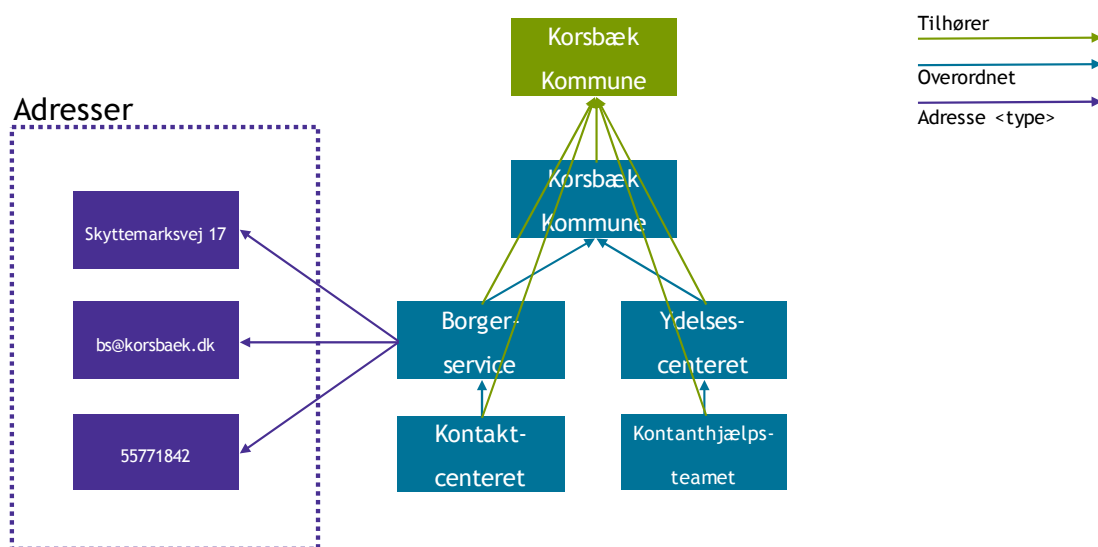 Korsbæk
Kommune
Tilhører
Overordnet
Adresse <type>
Adresser
Korsbæk
Kommune
Skyttemarksvej 17
bs@korsbaek.dk
55771842
Borger-
service
Ydelses-
centeret
Kontakt-
centeret
Kontanthjælps-
teamet